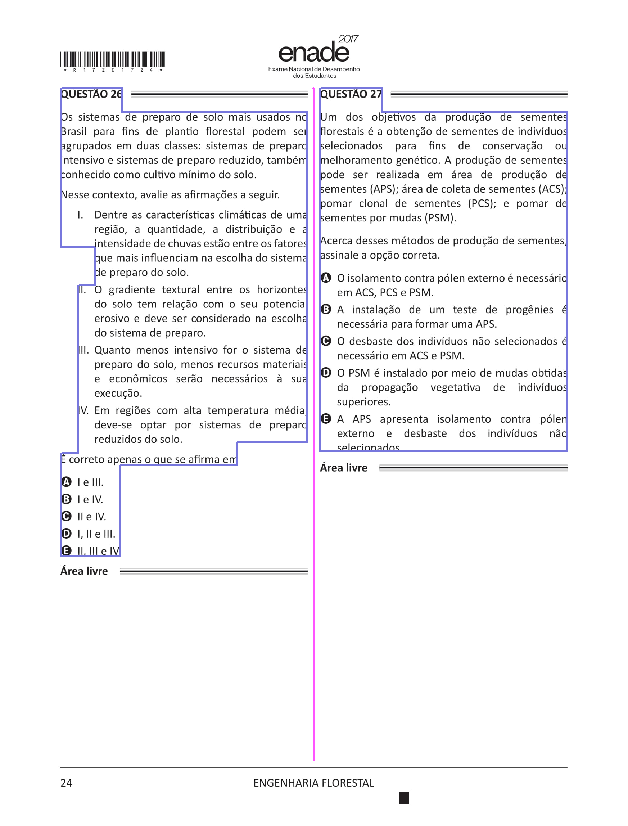 *R1720172624*
enade 2017
Exame Nacional de Desempenho
dos Estudantes
QUESTÃO 26
Os sistemas de preparo de solo mais usados no
Brasil para fins de plantio florestal podem ser
agrupados em duas classes: sistemas de preparo
intensivo e sistemas de preparo reduzido, também
conhecido como cultivo mínimo do solo.
Nesse contexto, avalie as afirmações a seguir.
I. Dentre as características climáticas de uma
região, a quantidade, a distribuição e a
intensidade de chuvas estão entre os fatores
que mais influenciam na escolha do sistema
de preparo do solo.
II. O gradiente textural entre os horizontes
do solo tem relação com o seu potencial
erosivo e deve ser considerado na escolha
do sistema de preparo.
III. Quanto menos intensivo for o sistema de
preparo do solo, menos recursos materiais
e econômicos serão necessários à sua
execução.
IV. Em regiões com alta temperatura média,
deve-se optar por sistemas de preparo
reduzidos do solo.
É correto apenas o que se afirma em
A I e III.
B I e IV.
C II e IV.
D I, II e III.
E II, III e IV.
Área livre
QUESTÃO 27
Um dos objetivos da produção de sementes
florestais é a obtenção de sementes de indivíduos
selecionados para fins de conservação ou
melhoramento genético. A produção de sementes
pode ser realizada em área de produção de
sementes (APS); área de coleta de sementes (ACS);
pomar clonal de sementes (PCS); e pomar de
sementes por mudas (PSM).
Acerca desses métodos de produção de sementes,
assinale a opção correta.
A O isolamento contra pólen externo é necessário
em ACS, PCS e PSM.
B A instalação de um teste de progênies é
necessária para formar uma APS.
C O desbaste dos indivíduos não selecionados é
necessário em ACS e PSM.
D O PSM é instalado por meio de mudas obtidas
da propagação vegetativa de indivíduos
superiores.
E A APS apresenta isolamento contra pólen
externo e desbaste dos indivíduos não
selecionados.
Área livre
24
ENGENHARIA FLORESTAL